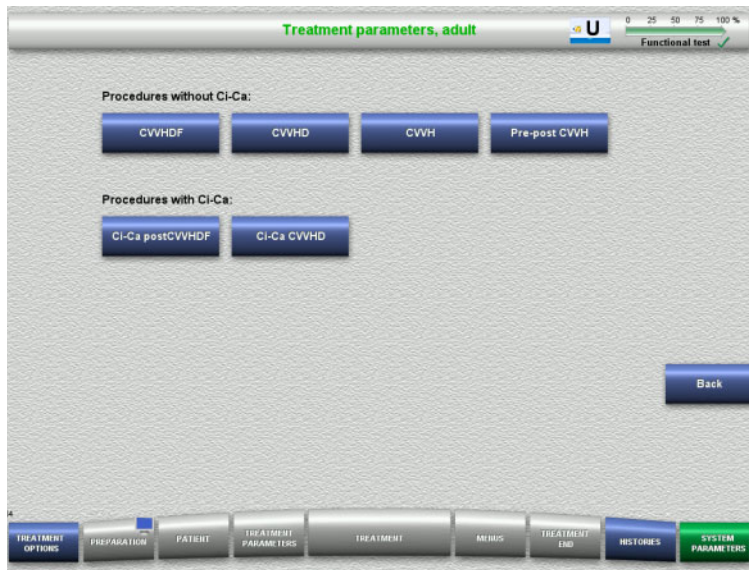 Treatment parameters, adult
U
0 25 50 75 100 %
Functional test
Procedures without Ci-Ca:
CVVHDF CVVHD CVVH Pre-post CVVH
Procedures with Ci-Ca:
Ci-Ca postCVVHDF Ci-Ca CVVHD
Back
TREATMENT OPTIONS
PREPARATION
PATIENT
TREATMENT PARAMETERS
TREATMENT
MENUS
TREATMENT END
HISTORIES
SYSTEM PARAMETERS